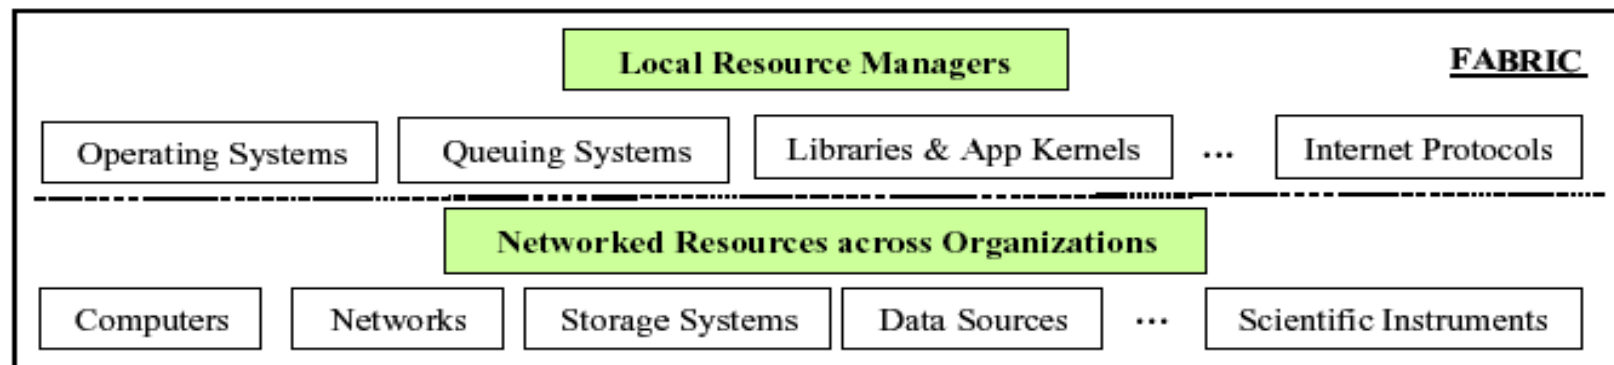 Local Resource Managers
FABRIC
Operating Systems
Queuing Systems
Libraries & App Kernels
...
Internet Protocols
Networked Resources across Organizations
Computers
Networks
Storage Systems
Data Sources
...
Scientific Instruments